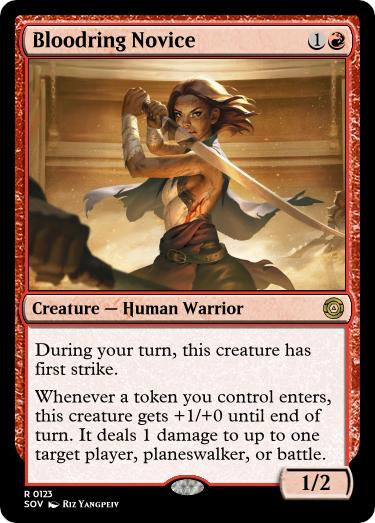 Bloodring Novice
1
Creature — Human Warrior
During your turn, this creature has
first strike.
Whenever a token you control enters,
this creature gets +1/+0 until end of
turn. It deals 1 damage to up to one
target player, planeswalker, or battle.
1/2
R 0123
SOV Riz Yangpeiv